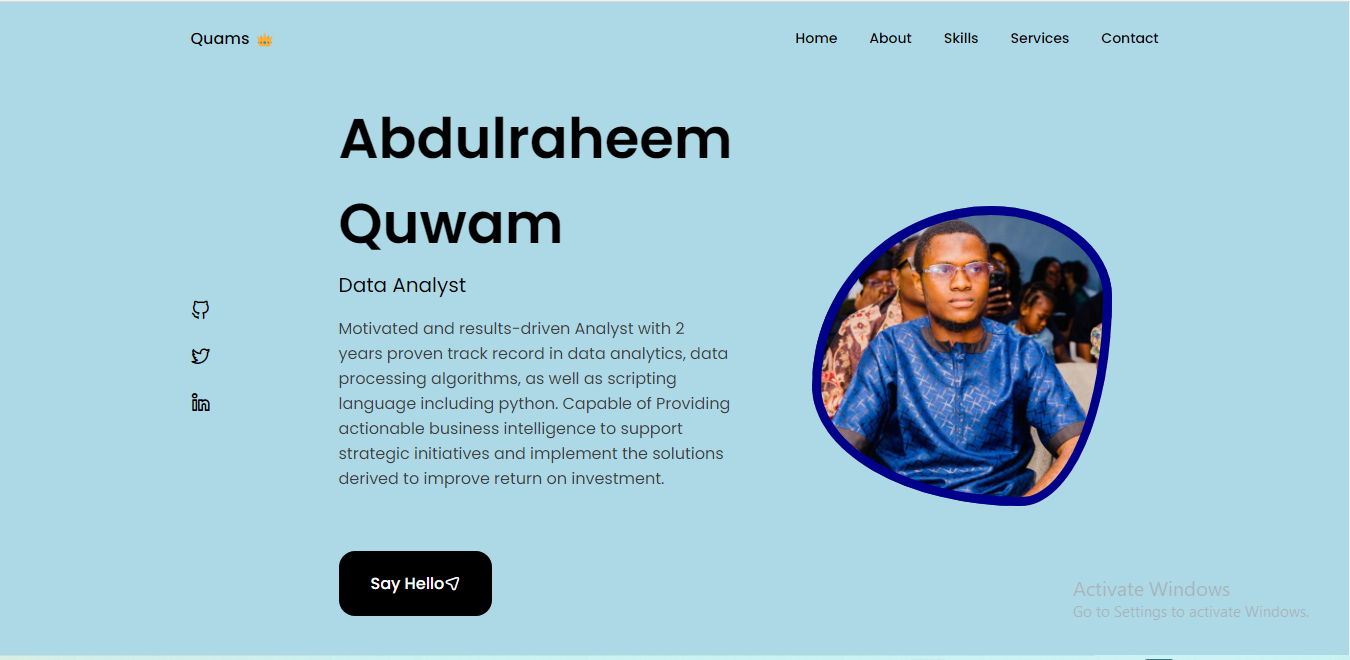 Quams 👑
Home About Skills Services Contact
Abdulraheem
Quwam
Data Analyst
Motivated and results-driven Analyst with 2
years proven track record in data analytics, data
processing algorithms, as well as scripting
language including python. Capable of Providing
actionable business intelligence to support
strategic initiatives and implement the solutions
derived to improve return on investment.
Say Hello
Activate Windows
Go to Settings to activate Windows.